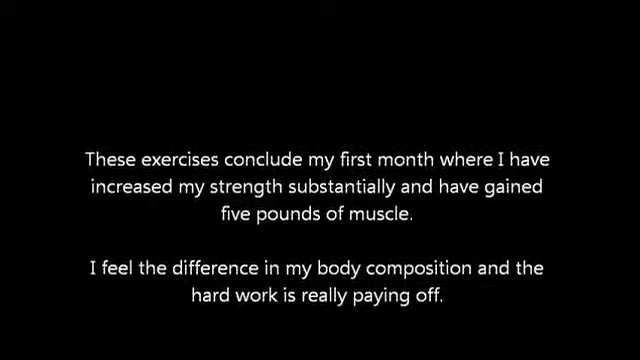 These exercises conclude my first month where I have
increased my strength substantially and have gained
five pounds of muscle.
I feel the difference in my body composition and the
hard work is really paying off.